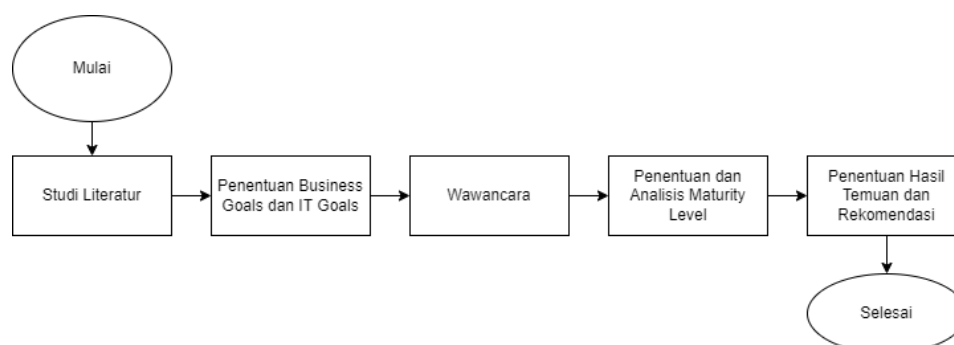 Mulai
Studi Literatur
Penentuan Business
Goals dan IT Goals
Wawancara
Penentuan dan
Analisis Maturity
Level
Penentuan Hasil
Temuan dan
Rekomendasi
Selesai